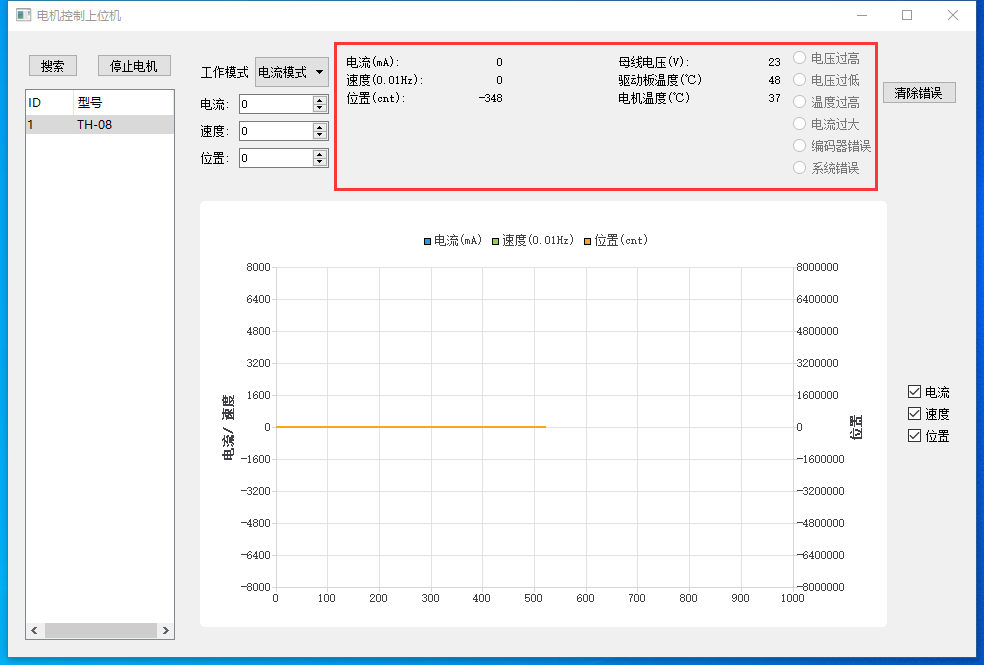 电机控制上位机
搜索 停止电机
ID 型号
1 TH-08
工作模式 电流模式
电流: 0
速度: 0
位置: 0
电流(mA): 0
速度(0.01Hz): 0
位置(cnt): -348
母线电压(V): 23
驱动板温度(℃) 48
电机温度(℃) 37
电压过高
电压过低
温度过高
电流过大
编码器错误
系统错误
清除错误
电流(mA) 速度(0.01Hz) 位置(cnt)
8000 8000000
6400 6400000
4800 4800000
3200 3200000
1600 1600000
0 0
-1600 -1600000
-3200 -3200000
-4800 -4800000
-6400 -6400000
-8000 -8000000
0 100 200 300 400 500 600 700 800 900 1000
电流/ 速度
位置
电流
速度
位置